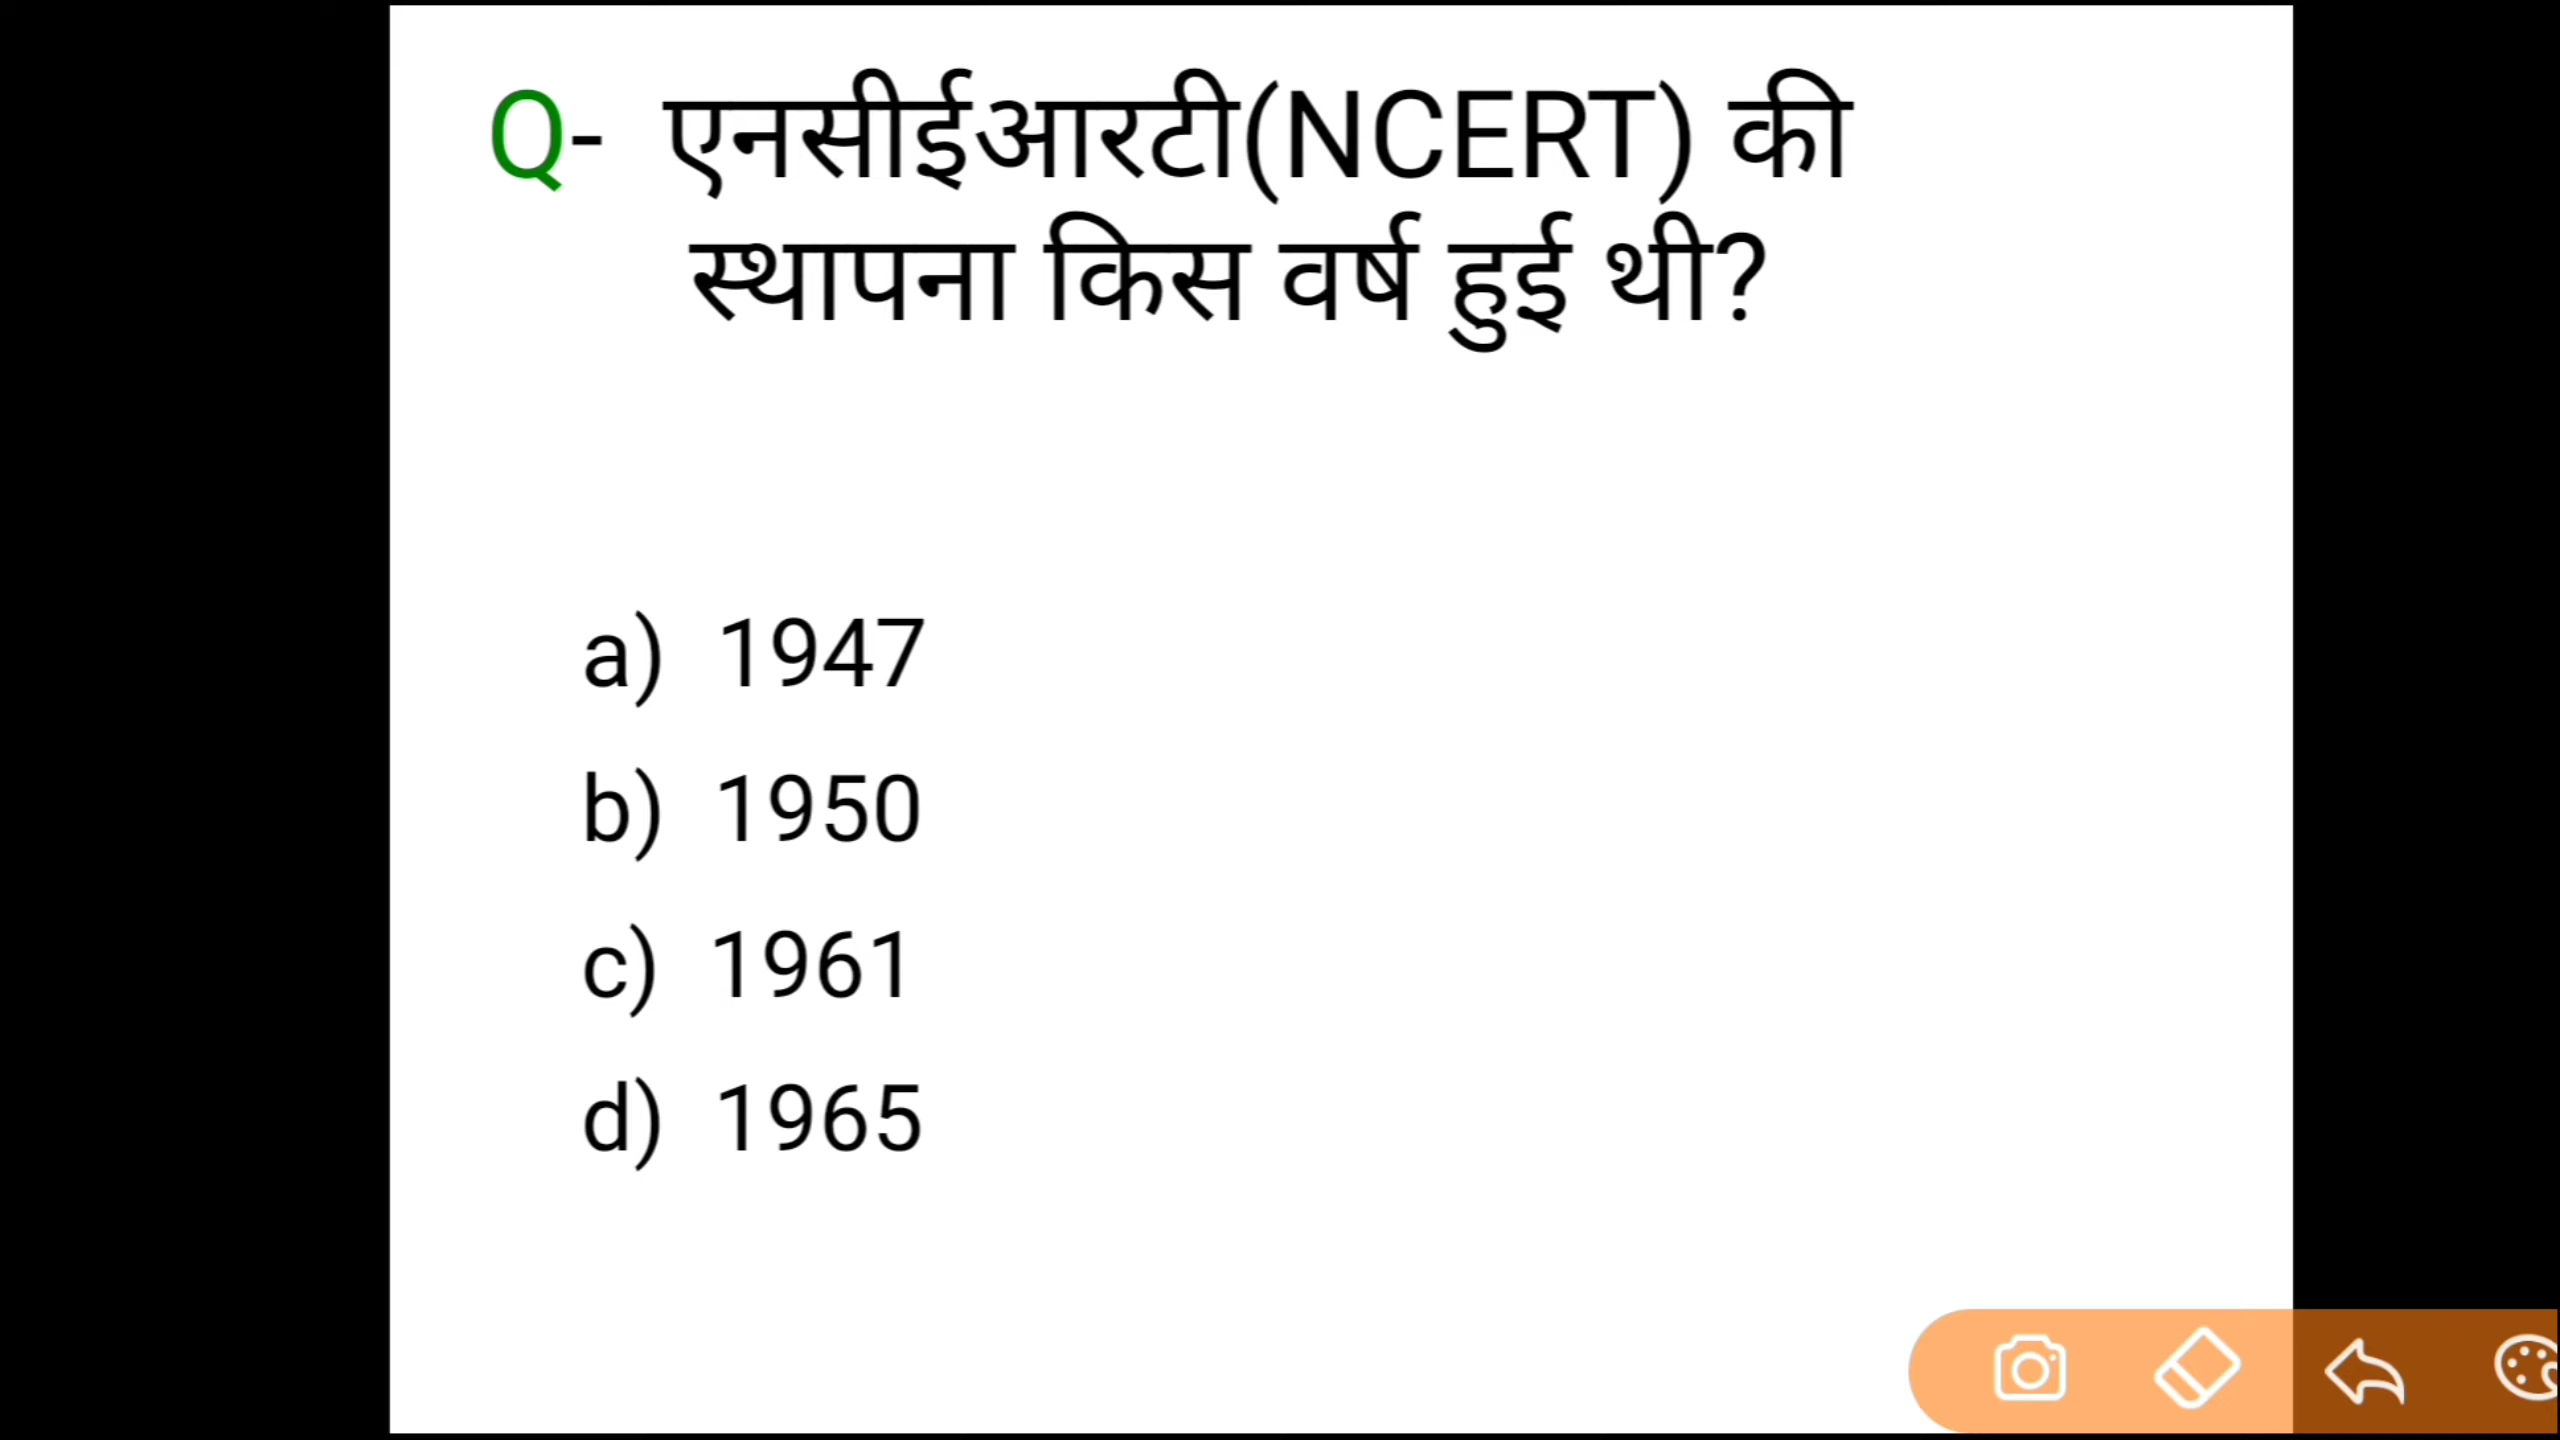 Q- एनसीईआरटी(NCERT) की
स्थापना किस वर्ष हुई थी?
a) 1947
b) 1950
c) 1961
d) 1965